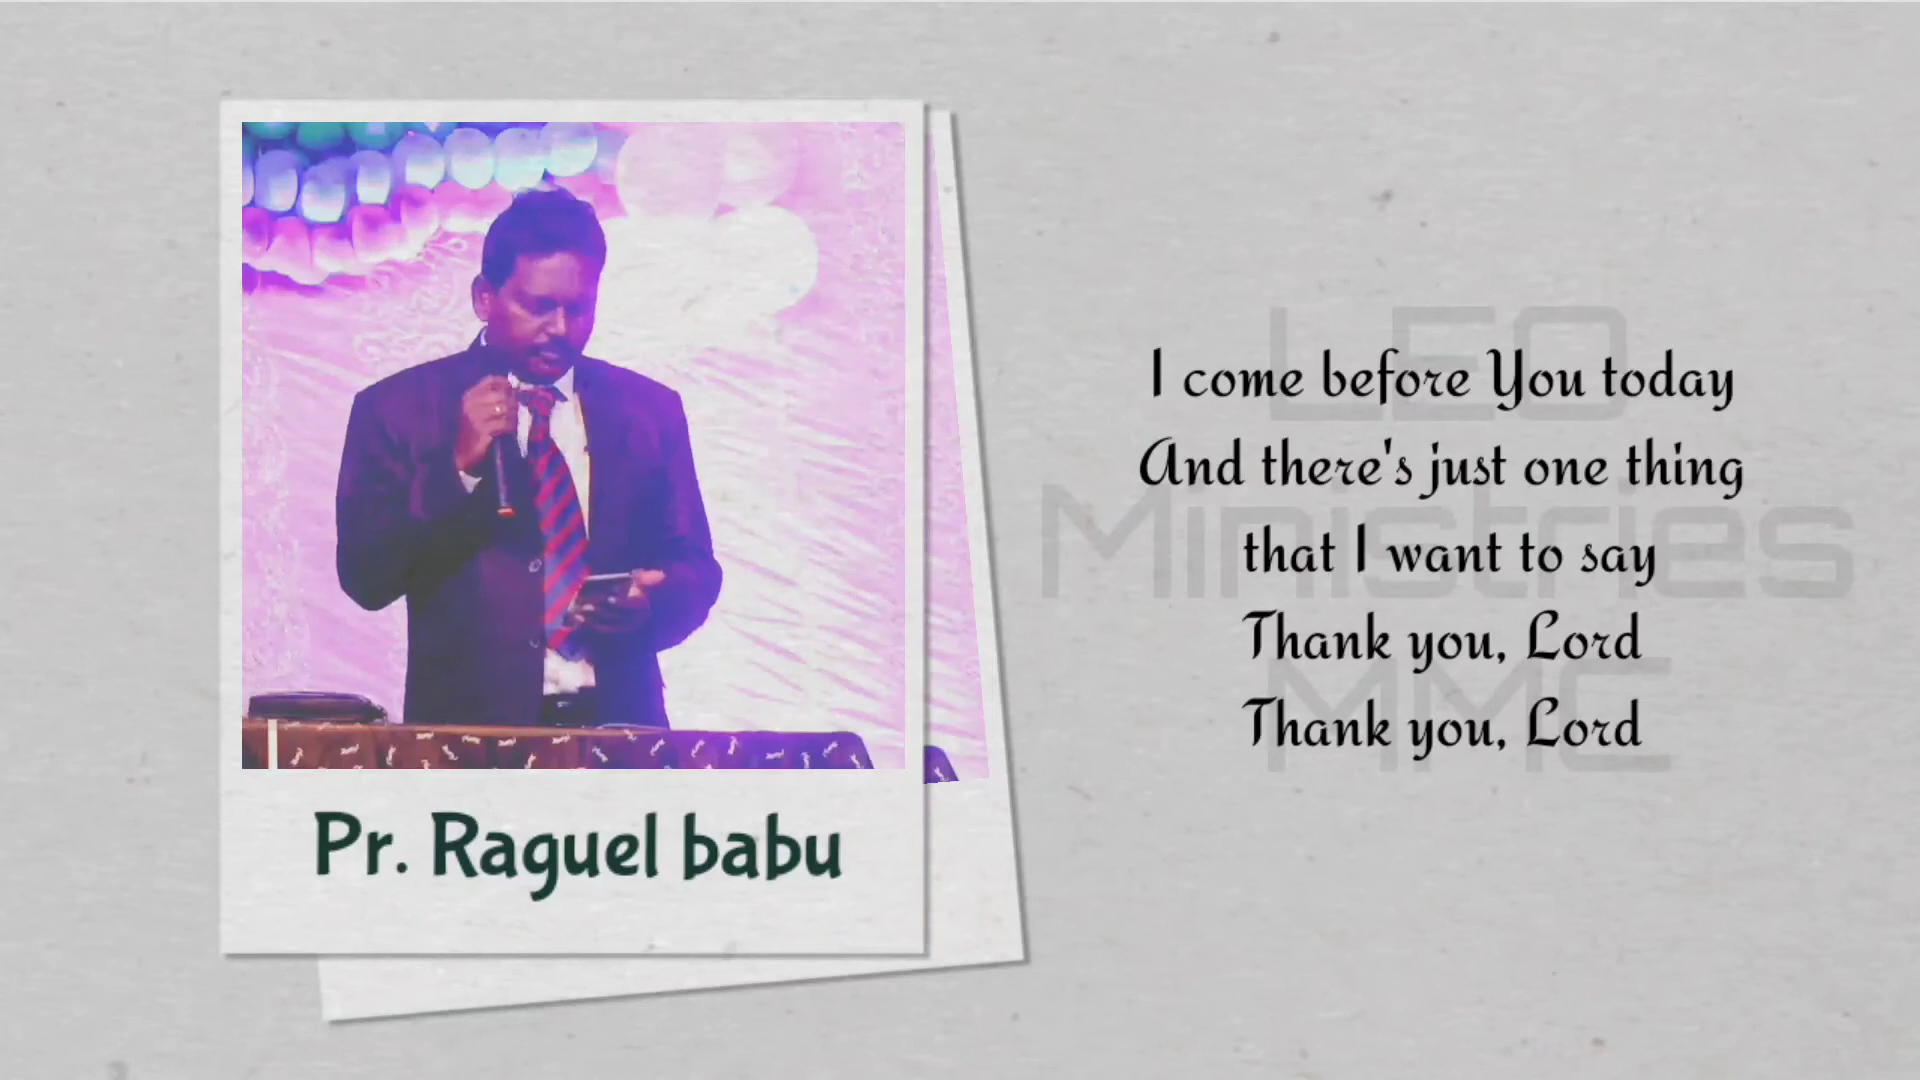 Pr. Raguel babu
I come before You today
And there's just one thing
that I want to say
Thank you, Lord
Thank you, Lord
LEO
Ministries
MMC